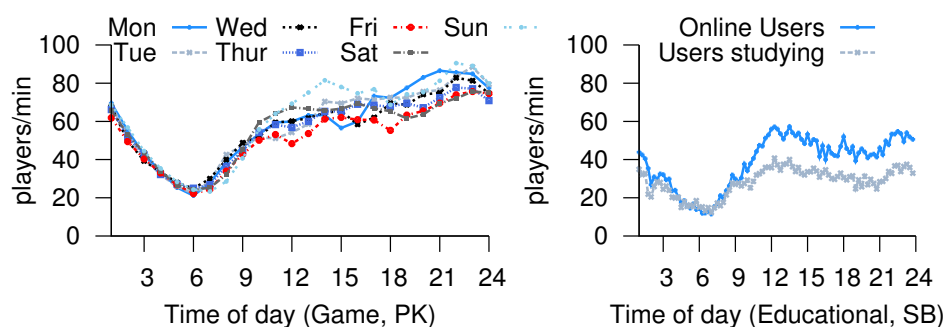 Mon Wed Fri Sun
Tue Thur Sat
players/min
100
80
60
40
20
0
3 6 9 12 15 18 21 24
Time of day (Game, PK)
Online Users
Users studying
players/min
100
80
60
40
20
0
3 6 9 12 15 18 21 24
Time of day (Educational, SB)